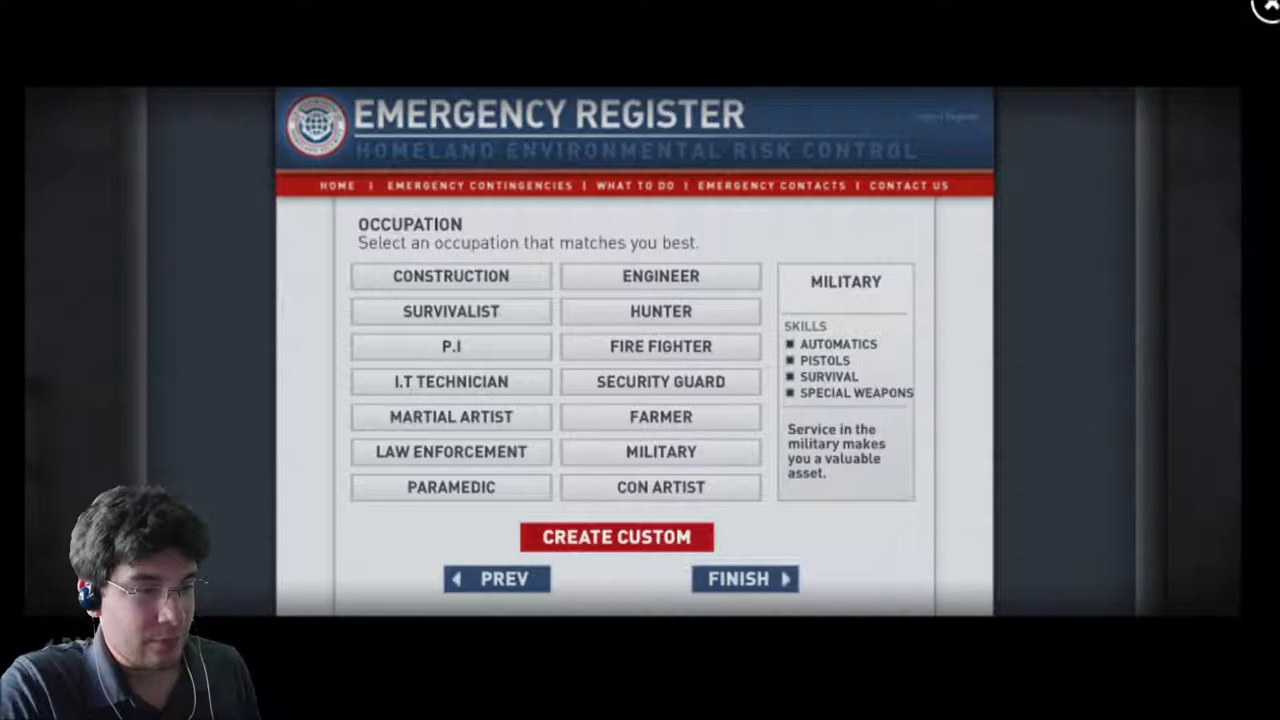 EMERGENCY REGISTER
HOMELAND ENVIRONMENTAL RISK CONTROL
HOME | EMERGENCY CONTINGENCIES | WHAT TO DO | EMERGENCY CONTACTS | CONTACT US
OCCUPATION
Select an occupation that matches you best.
CONSTRUCTION
ENGINEER
SURVIVALIST
HUNTER
P.I
FIRE FIGHTER
I.T TECHNICIAN
SECURITY GUARD
MARTIAL ARTIST
FARMER
LAW ENFORCEMENT
MILITARY
PARAMEDIC
CON ARTIST
MILITARY
SKILLS
AUTOMATICS
PISTOLS
SURVIVAL
SPECIAL WEAPONS
Service in the
military makes
you a valuable
asset.
CREATE CUSTOM
PREV
FINISH